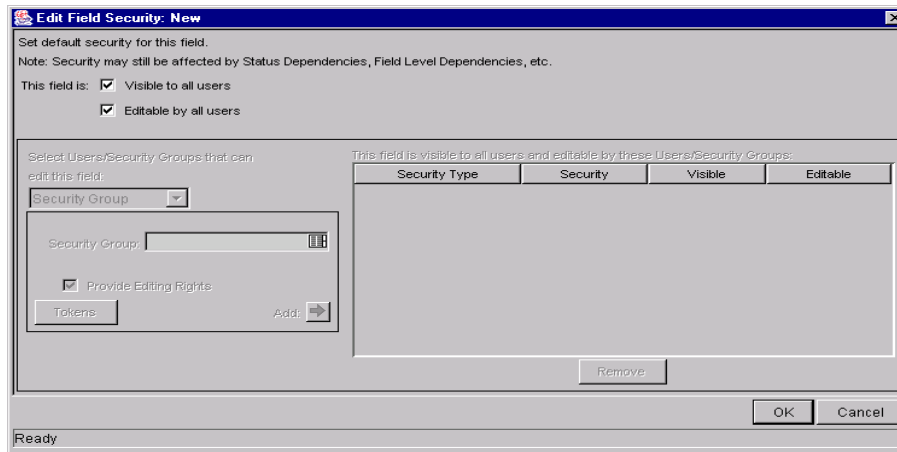 Edit Field Security: New
Set default security for this field.
Note: Security may still be affected by Status Dependencies, Field Level Dependencies, etc.
This field is: Visible to all users
Editable by all users
Select Users/Security Groups that can
edit this field:
Security Group
Security Group:
Provide Editing Rights
Tokens Add:
This field is visible to all users and editable by these Users/Security Groups:
Security Type Security Visible Editable
Remove
OK Cancel
Ready